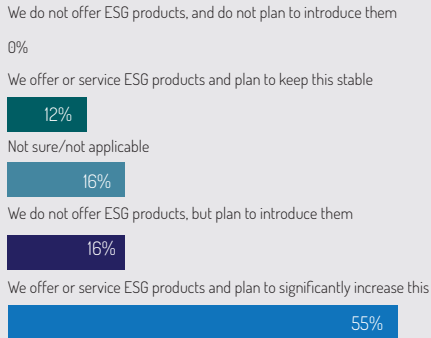 We do not offer ESG products, and do not plan to introduce them
0%
We offer or service ESG products and plan to keep this stable
12%
Not sure/not applicable
16%
We do not offer ESG products, but plan to introduce them
16%
We offer or service ESG products and plan to significantly increase this
55%